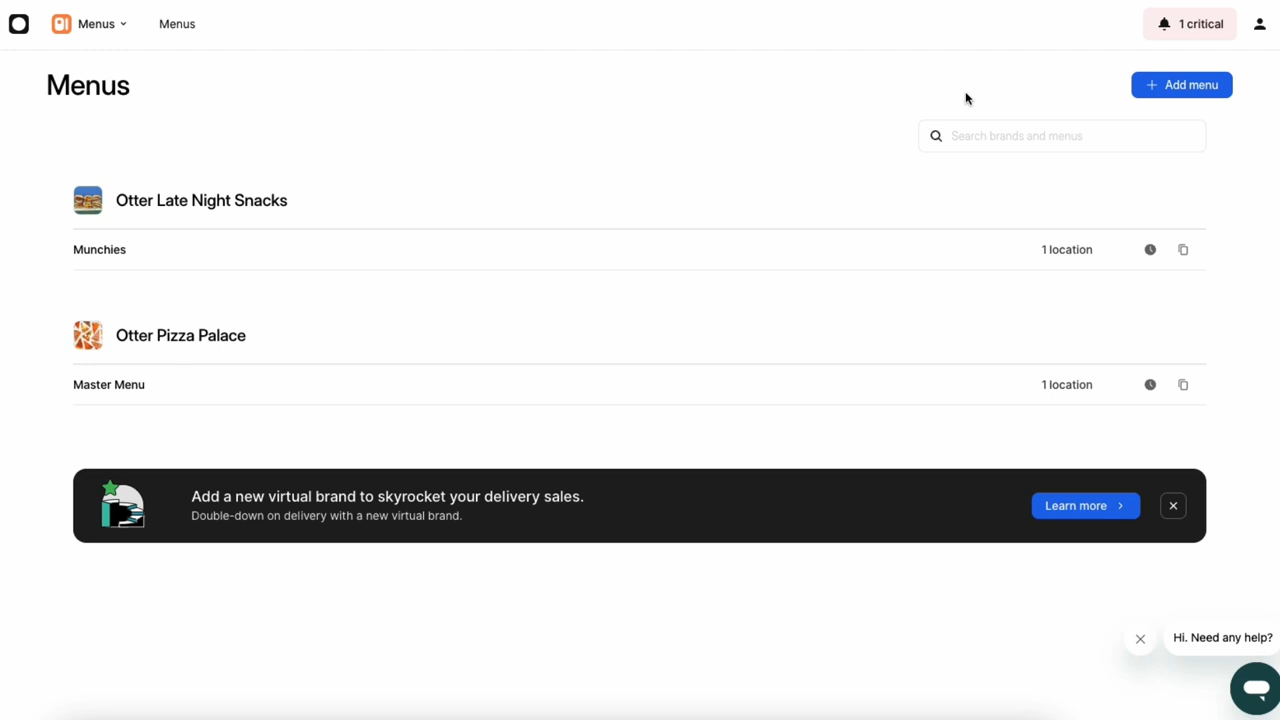 Menus
Menus
1 critical
Menus
Add menu
Search brands and menus
Otter Late Night Snacks
Munchies
1 location
Otter Pizza Palace
Master Menu
1 location
Add a new virtual brand to skyrocket your delivery sales.
Double-down on delivery with a new virtual brand.
Learn more
Hi. Need any help?